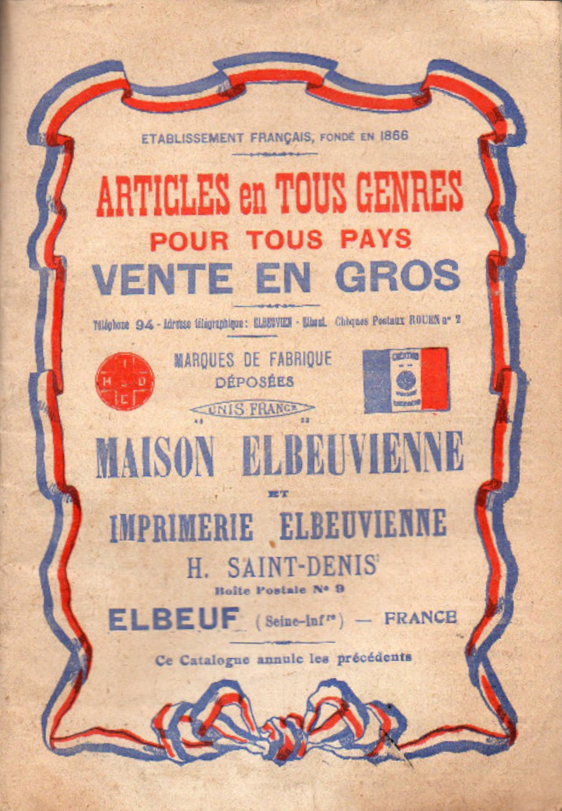 ETABLISSEMENT FRANÇAIS, FONDÉ EN 1866
ARTICLES en TOUS GENRES
POUR TOUS PAYS
VENTE EN GROS
Téléphone 94 - Adresse télégraphique: ELBEUVIEN - Elbeuf. Chèques Postaux ROUEN nº 2
MARQUES DE FABRIQUE
DÉPOSÉES
"UNIS FRANCE"
MAISON ELBEUVIENNE
ET
IMPRIMERIE ELBEUVIENNE
H. SAINT-DENIS
Boîte Postale Nº 9
ELBEUF (Seine-Infre) — FRANCE
Ce Catalogue annule les précédents